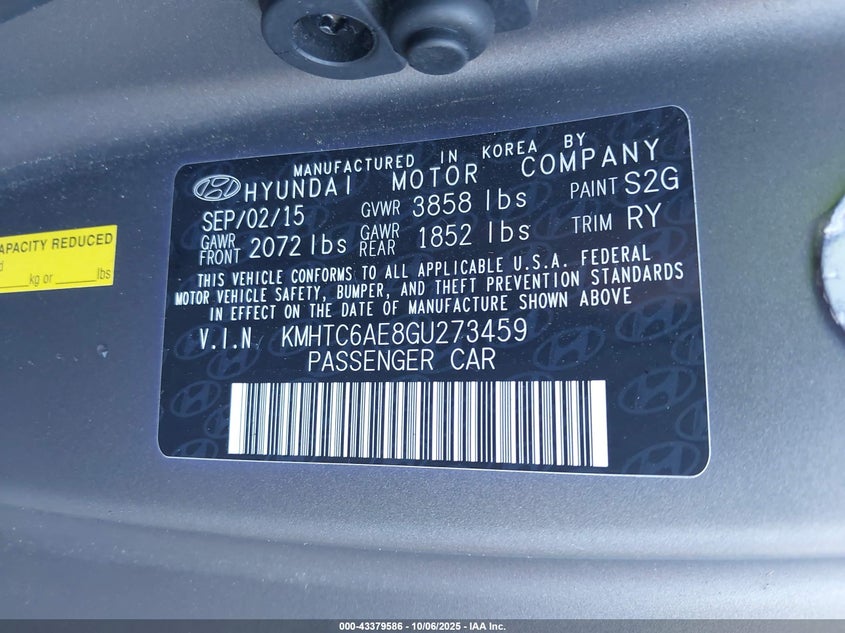 MANUFACTURED IN KOREA BY
HYUNDAI MOTOR COMPANY
SEP/02/15 GVWR 3858 lbs PAINT S2G
GAWR FRONT 2072 lbs GAWR REAR 1852 lbs TRIM RY
THIS VEHICLE CONFORMS TO ALL APPLICABLE U.S.A. FEDERAL
MOTOR VEHICLE SAFETY, BUMPER, AND THEFT PREVENTION STANDARDS
IN EFFECT ON THE DATE OF MANUFACTURE SHOWN ABOVE
V.I.N KMHTC6AE8GU273459
PASSENGER CAR
CAPACITY REDUCED
kg or lbs
000-43379586 - 10/06/2025 - IAA Inc.